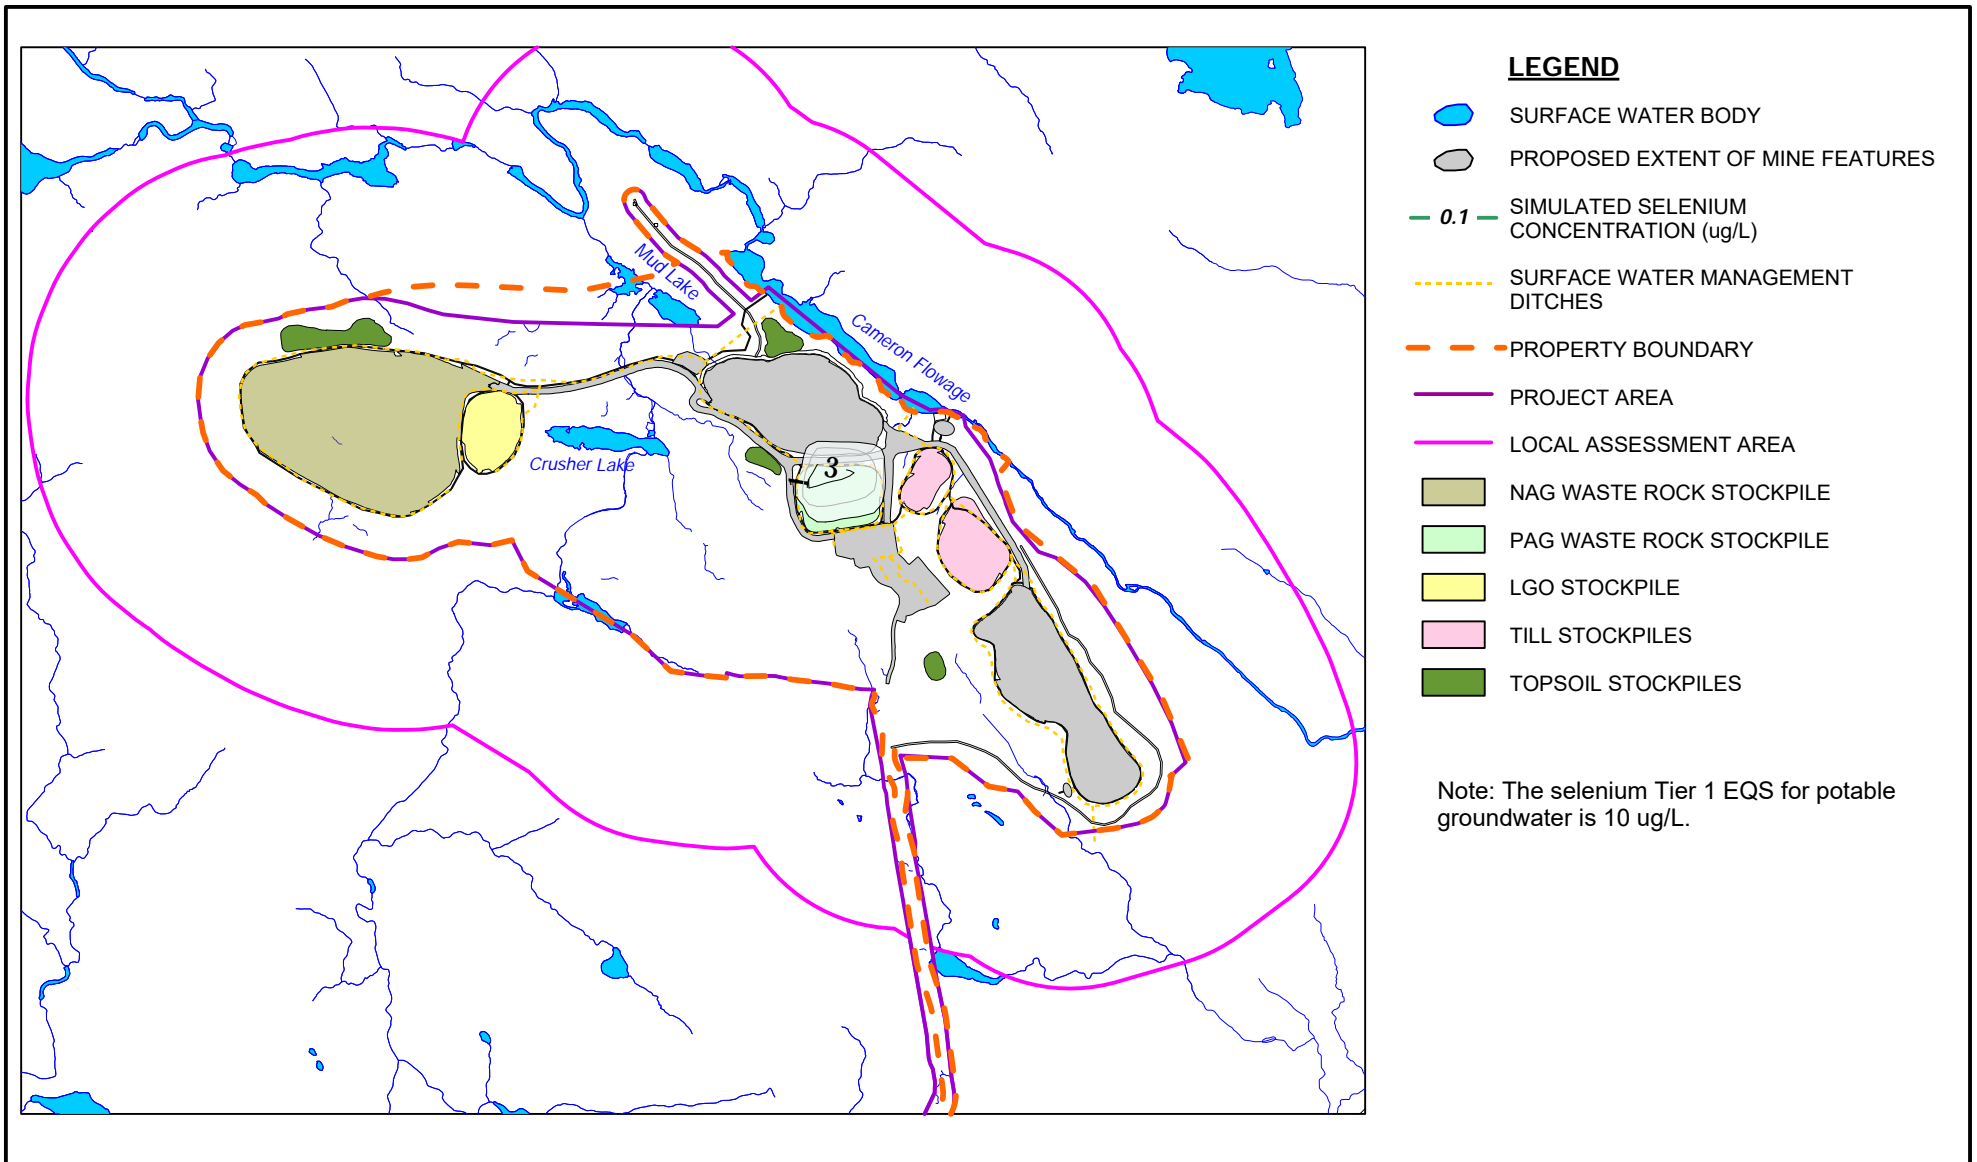 LEGEND
SURFACE WATER BODY
PROPOSED EXTENT OF MINE FEATURES
0.1
SIMULATED SELENIUM
CONCENTRATION (ug/L)
SURFACE WATER MANAGEMENT
DITCHES
PROPERTY BOUNDARY
PROJECT AREA
LOCAL ASSESSMENT AREA
NAG WASTE ROCK STOCKPILE
PAG WASTE ROCK STOCKPILE
LGO STOCKPILE
TILL STOCKPILES
TOPSOIL STOCKPILES
Note: The selenium Tier 1 EQS for potable
groundwater is 10 ug/L.
Mud Lake
Cameron Flowage
Crusher Lake
3